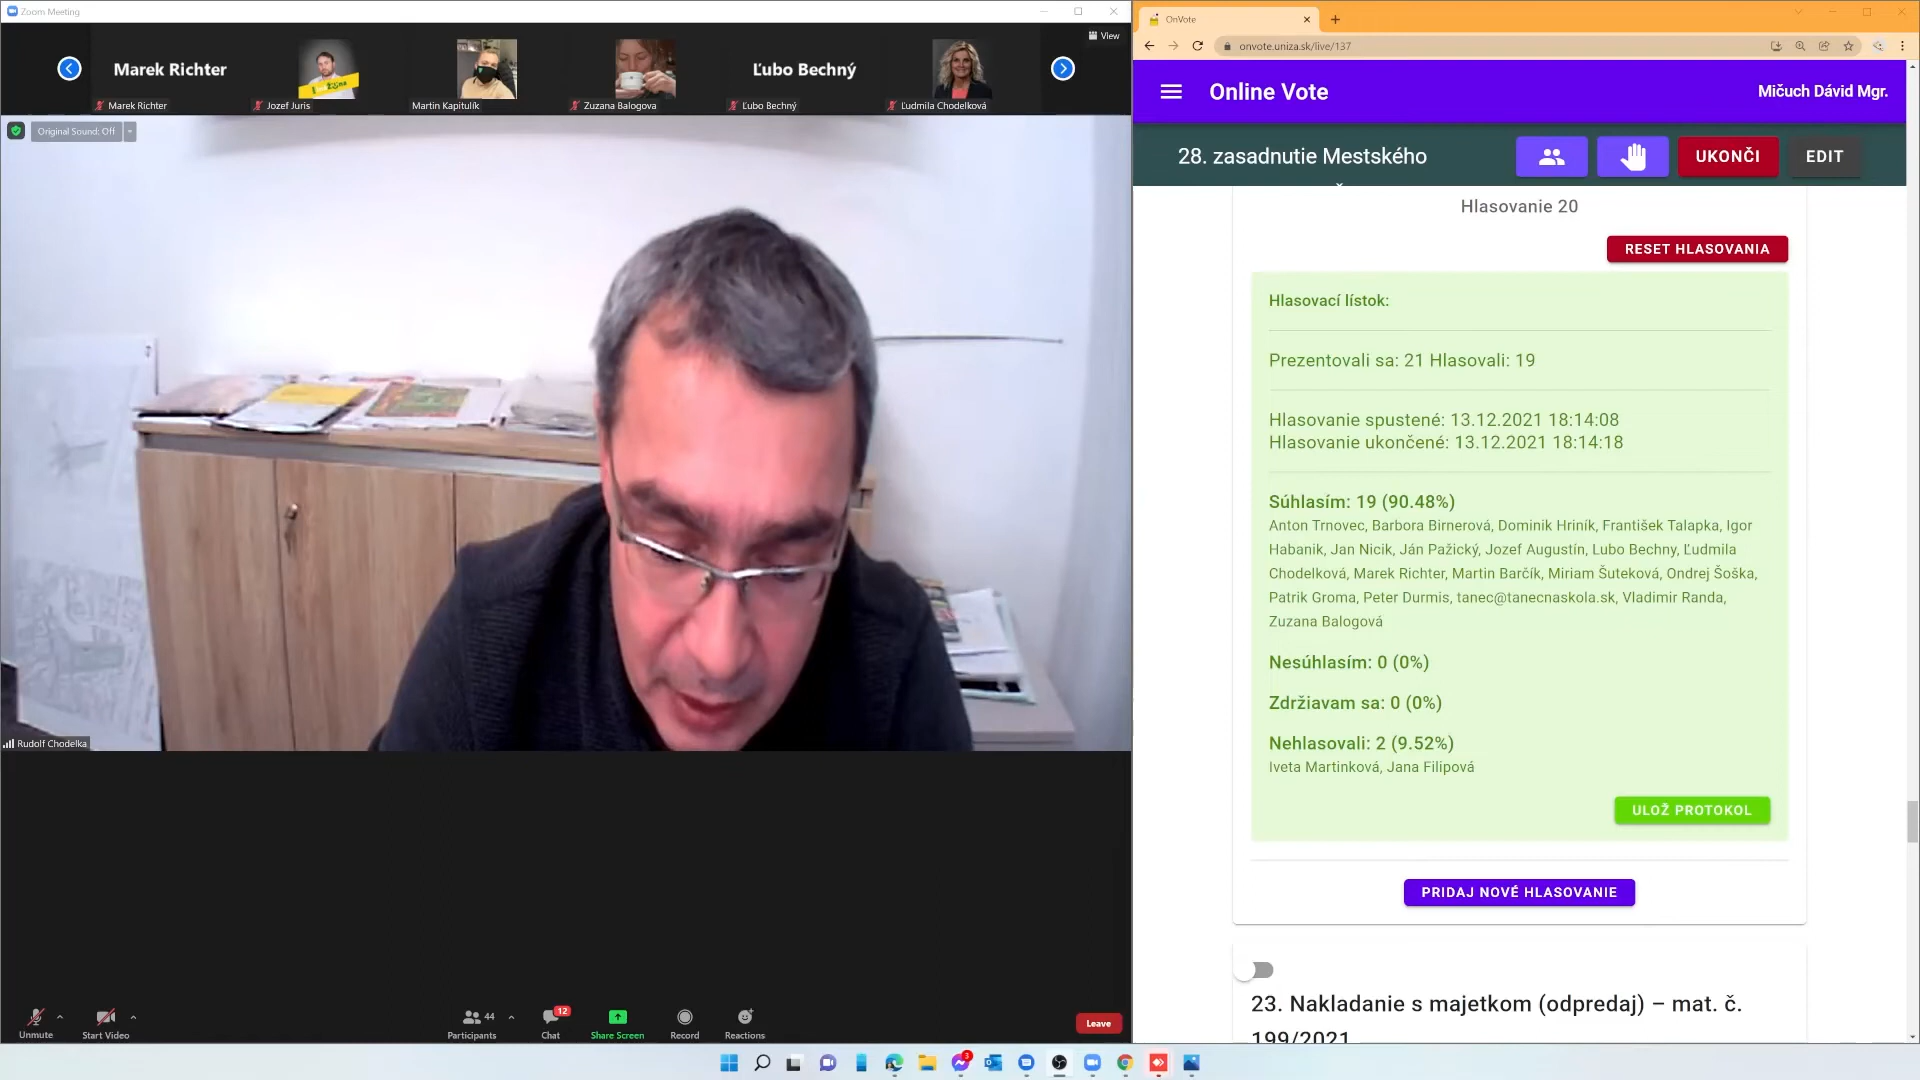 Zoom Meeting
View
Marek Richter
Ľubo Bechný
Marek Richter
Jozef Juris
Martin Kapitulík
Zuzana Balogova
Ľubo Bechný
Ľudmila Chodelková
Original Sound: Off
Rudolf Chodelka
Unmute
Start Video
44
Participants
12
Chat
Share Screen
Record
Reactions
Leave
OnVote
onvote.uniza.sk/live/137
Online Vote
Mičuch Dávid Mgr.
28. zasadnutie Mestského
UKONČI
EDIT
Hlasovanie 20
RESET HLASOVANIA
Hlasovací lístok:
Prezentovali sa: 21 Hlasovali: 19
Hlasovanie spustené: 13.12.2021 18:14:08
Hlasovanie ukončené: 13.12.2021 18:14:18
Súhlasím: 19 (90.48%)
Anton Trnovec, Barbora Birnerová, Dominik Hriník, František Talapka, Igor
Habanik, Jan Nicik, Ján Pažický, Jozef Augustín, Lubo Bechny, Ľudmila
Chodelková, Marek Richter, Martin Barčík, Miriam Šuteková, Ondrej Šoška,
Patrik Groma, Peter Durmis, tanec@tanecnaskola.sk, Vladimir Randa,
Zuzana Balogová
Nesúhlasím: 0 (0%)
Zdržiavam sa: 0 (0%)
Nehlasovali: 2 (9.52%)
Iveta Martinková, Jana Filipová
ULOŽ PROTOKOL
PRIDAJ NOVÉ HLASOVANIE
23. Nakladanie s majetkom (odpredaj) – mat. č.
199/2021
3